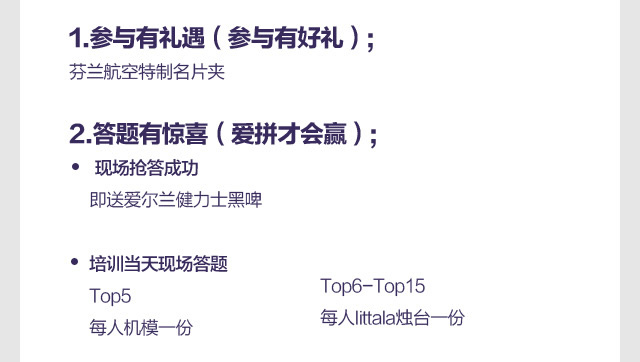 1.参与有礼遇（参与有好礼）;
芬兰航空特制名片夹
2.答题有惊喜（爱拼才会赢）;
• 现场抢答成功
即送爱尔兰健力士黑啤
• 培训当天现场答题
Top5
每人机模一份
Top6-Top15
每人Iittala烛台一份